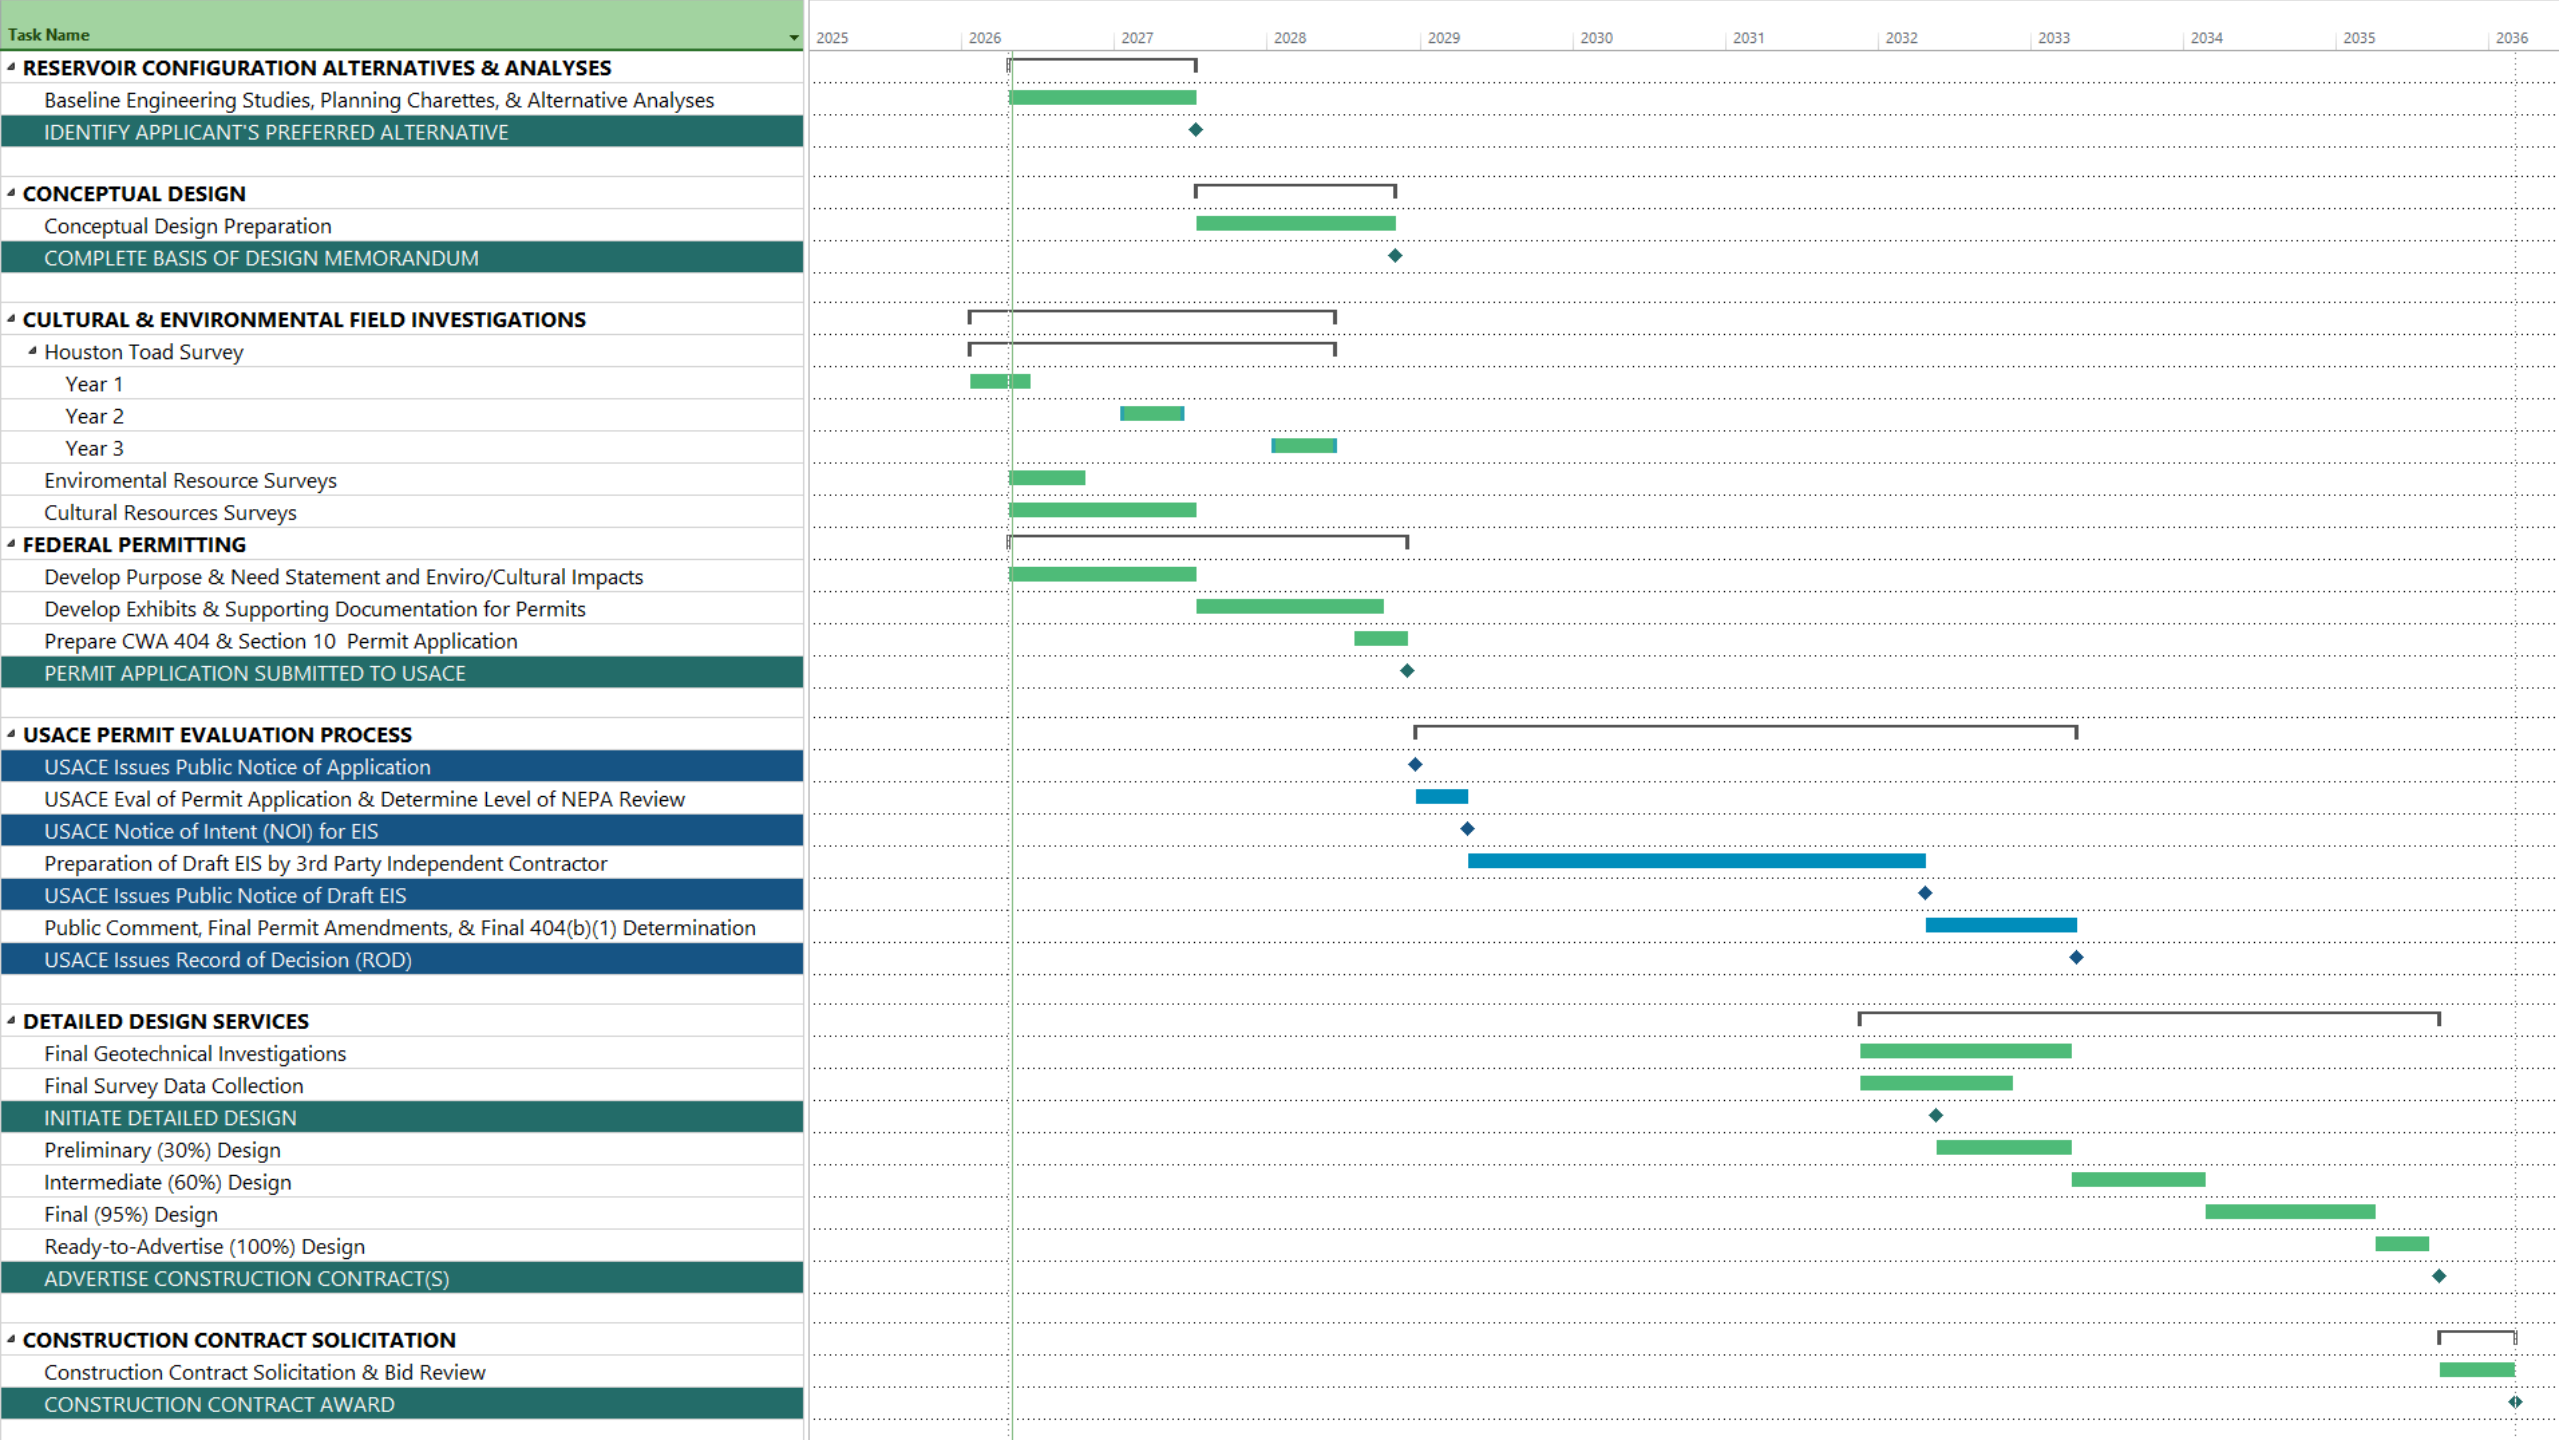 Task Name
2025 2026 2027 2028 2029 2030 2031 2032 2033 2034 2035 2036
RESERVOIR CONFIGURATION ALTERNATIVES & ANALYSES
Baseline Engineering Studies, Planning Charettes, & Alternative Analyses
IDENTIFY APPLICANT'S PREFERRED ALTERNATIVE
CONCEPTUAL DESIGN
Conceptual Design Preparation
COMPLETE BASIS OF DESIGN MEMORANDUM
CULTURAL & ENVIRONMENTAL FIELD INVESTIGATIONS
Houston Toad Survey
Year 1
Year 2
Year 3
Enviromental Resource Surveys
Cultural Resources Surveys
FEDERAL PERMITTING
Develop Purpose & Need Statement and Enviro/Cultural Impacts
Develop Exhibits & Supporting Documentation for Permits
Prepare CWA 404 & Section 10  Permit Application
PERMIT APPLICATION SUBMITTED TO USACE
USACE PERMIT EVALUATION PROCESS
USACE Issues Public Notice of Application
USACE Eval of Permit Application & Determine Level of NEPA Review
USACE Notice of Intent (NOI) for EIS
Preparation of Draft EIS by 3rd Party Independent Contractor
USACE Issues Public Notice of Draft EIS
Public Comment, Final Permit Amendments, & Final 404(b)(1) Determination
USACE Issues Record of Decision (ROD)
DETAILED DESIGN SERVICES
Final Geotechnical Investigations
Final Survey Data Collection
INITIATE DETAILED DESIGN
Preliminary (30%) Design
Intermediate (60%) Design
Final (95%) Design
Ready-to-Advertise (100%) Design
ADVERTISE CONSTRUCTION CONTRACT(S)
CONSTRUCTION CONTRACT SOLICITATION
Construction Contract Solicitation & Bid Review
CONSTRUCTION CONTRACT AWARD